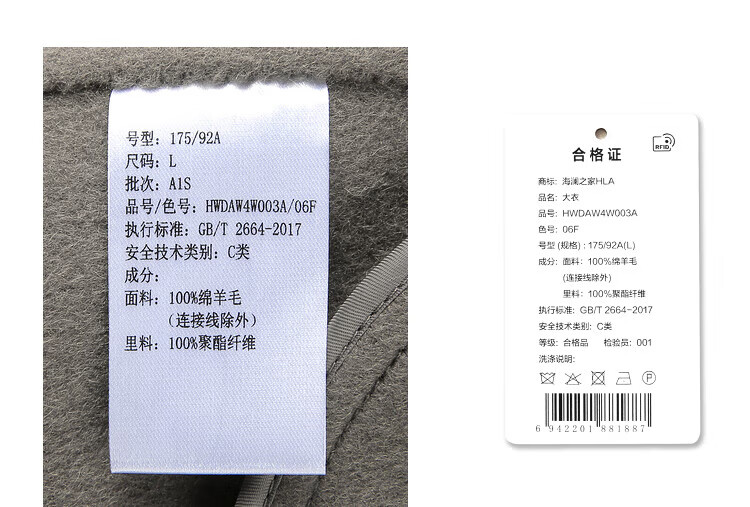 号型：175/92A
尺码：L
批次：A1S
品号/色号：HWDAW4W003A/06F
执行标准：GB/T 2664-2017
安全技术类别：C类
成分：
面料：100%绵羊毛
（连接线除外）
里料：100%聚酯纤维
RFID
合格证
商标：海澜之家HLA
品名：大衣
品号：HWDAW4W003A
色号：06F
号型 (规格)：175/92A(L)
成分：面料：100%绵羊毛
(连接线除外)
里料：100%聚酯纤维
执行标准：GB/T 2664-2017
安全技术类别：C类
等级：合格品 检验员：001
洗涤说明：
P
6 942201 881887